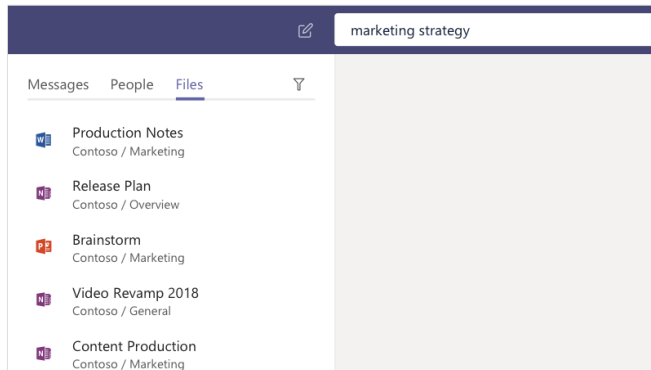 marketing strategy
Messages People Files
Production Notes
Contoso / Marketing
Release Plan
Contoso / Overview
Brainstorm
Contoso / Marketing
Video Revamp 2018
Contoso / General
Content Production
Contoso / Marketing